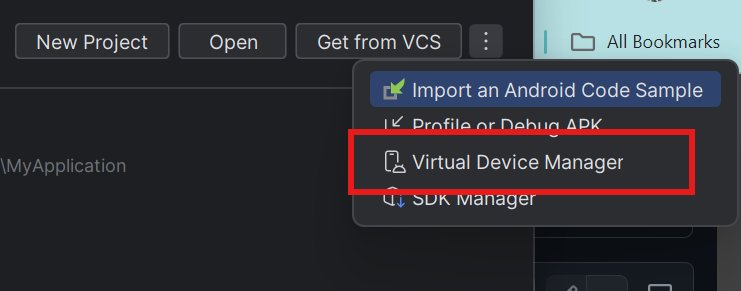 New Project
Open
Get from VCS
All Bookmarks
Import an Android Code Sample
Profile or Debug APK
\MyApplication
Virtual Device Manager
SDK Manager